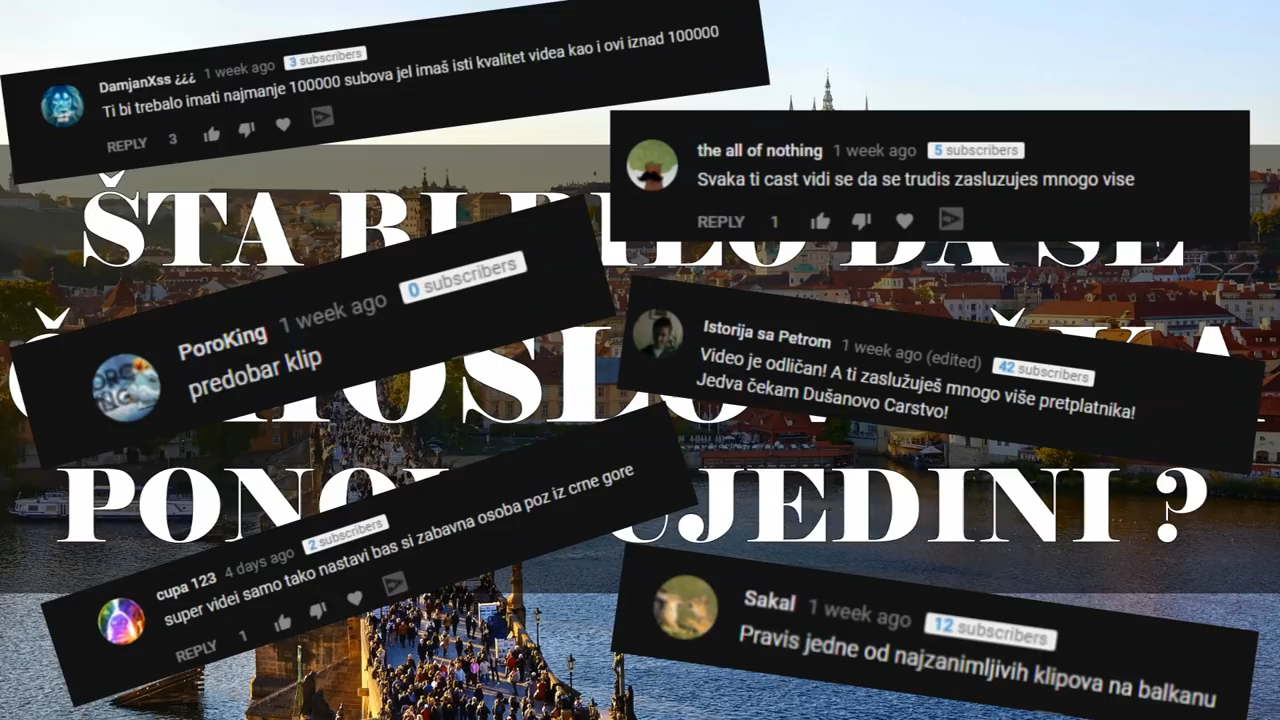 DamjanXss ¿¿¿ 1 week ago 3 subscribers
Ti bi trebalo imati najmanje 100000 subova jel imaš isti kvalitet videa kao i ovi iznad 100000
REPLY 3
the all of nothing 1 week ago 5 subscribers
Svaka ti cast vidi se da se trudis zasluzujes mnogo vise
REPLY 1
ŠTA BI BILO DA SE
PoroKing 1 week ago 0 subscribers
predobar klip
Istorija sa Petrom 1 week ago (edited) 42 subscribers
Video je odličan! A ti zaslužuješ mnogo više pretplatnika!
Jedva čekam Dušanovo Carstvo!
PONOVO UJEDINI ?
cupa 123 4 days ago 2 subscribers
super videi samo tako nastavi bas si zabavna osoba poz iz crne gore
REPLY 1
Sakal 1 week ago 12 subscribers
Pravis jedne od najzanimljivih klipova na balkanu